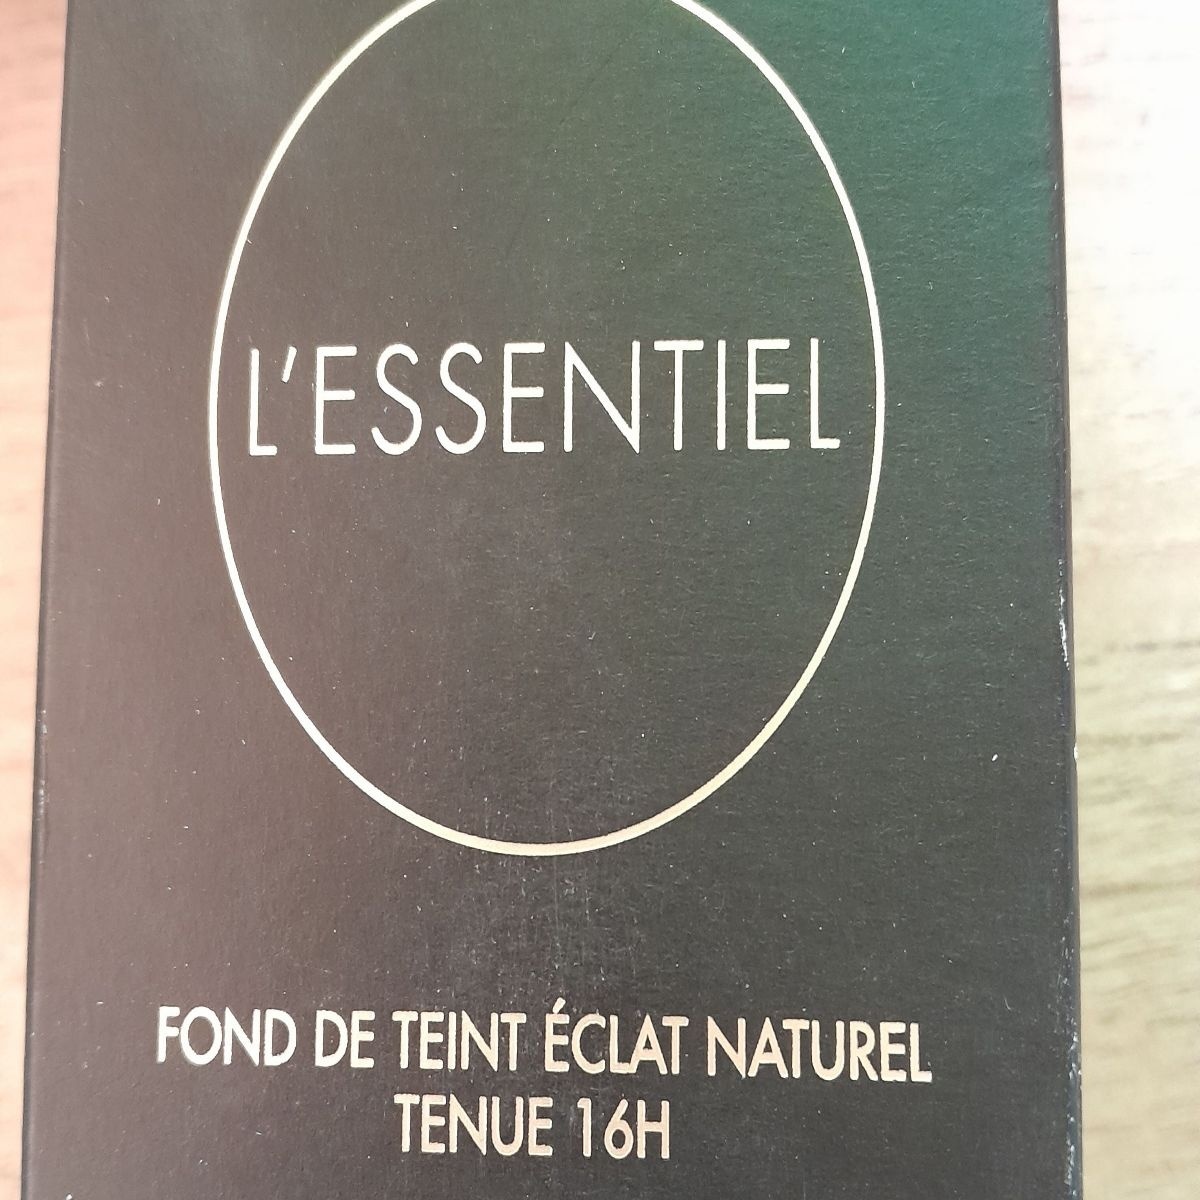 L'ESSENTIEL
FOND DE TEINT ÉCLAT NATUREL
TENUE 16H